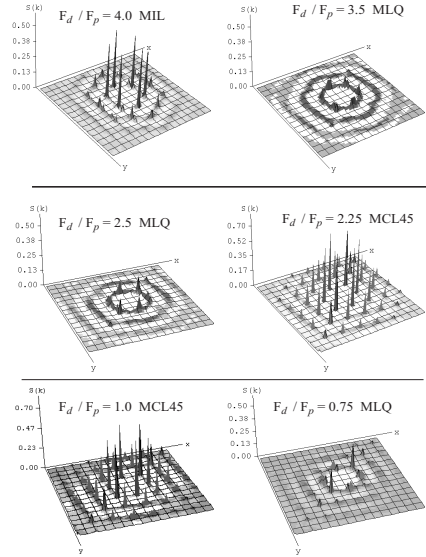 S(k) F_d / F_p = 4.0 MIL
0.50
0.38
0.25
0.13
0.00
x
y
S(k) F_d / F_p = 3.5 MLQ
0.50
0.38
0.25
0.13
0.00
x
y
S(k) F_d / F_p = 2.5 MLQ
0.50
0.38
0.25
0.13
0.00
x
y
S(k) F_d / F_p = 2.25 MCL45
0.70
0.52
0.35
0.17
0.00
x
y
S(k) F_d / F_p = 1.0 MCL45
0.70
0.47
0.23
0.00
x
y
S(k) F_d / F_p = 0.75 MLQ
0.50
0.38
0.25
0.13
0.00
x
y